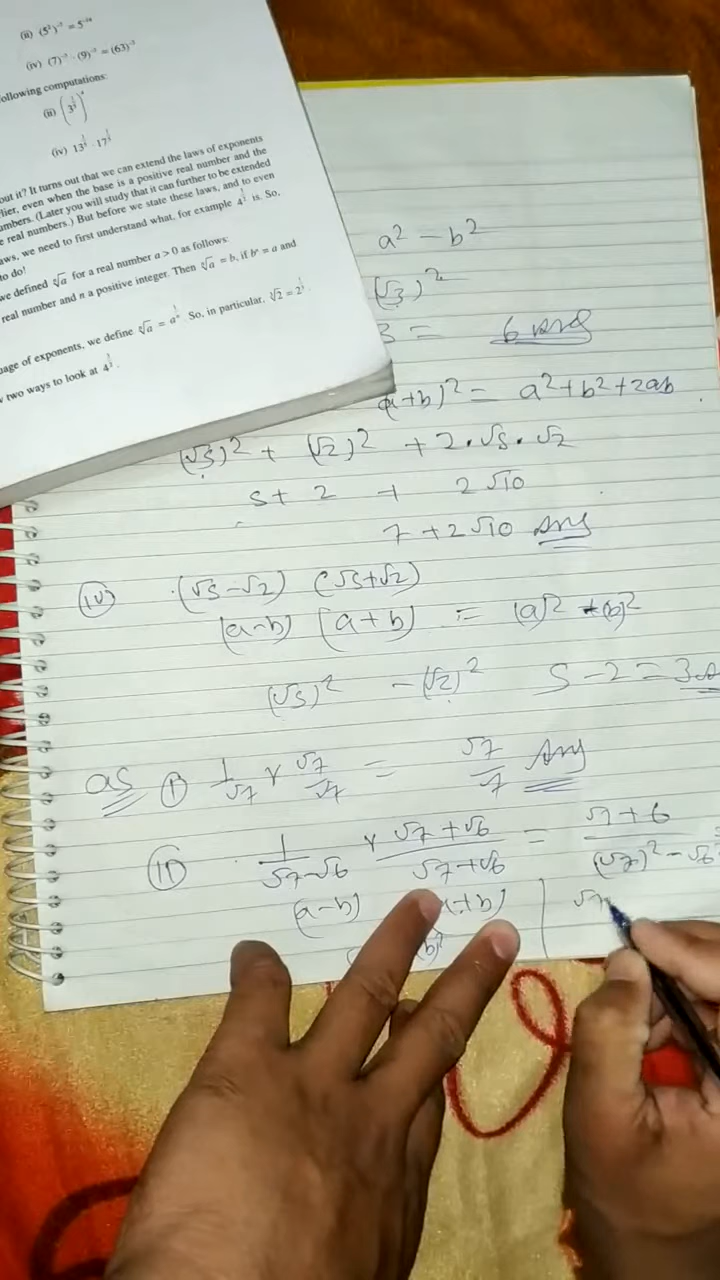 (ii) (5²)⁻⁷ = 5⁻¹⁴
(iv) (7)⁻³ · (9)⁻³ = (63)⁻³
ollowing computations:
(iv) 13^(1/5) · 17^(1/5)
out it? It turns out that we can extend the laws of exponents
lier, even when the base is a positive real number and the
mbers. (Later you will study that it can further to be extended
e real numbers.) But before we state these laws, and to even
aws, we need to first understand what, for example 4^(3/2) is. So,
to do!
we defined ⁿ√a for a real number a > 0 as follows:
real number and n a positive integer. Then ⁿ√a = b, if bⁿ = a and
uage of exponents, we define ⁿ√a = a^(1/n). So, in particular, ³√2 = 2^(1/3).
two ways to look at 4^(3/2).
a² - b²
(√3)²
3 = 6 Ans
(a+b)² = a²+b²+2ab
(√5)² + (√2)² + 2·√5·√2
5+ 2 + 2√10
7+2√10 Ans
(iv) (√5-√2) (√5+√2)
(a-b) (a+b) = (a)² - (b)²
(√5)² - (√2)² 5-2=3
Q5 (i) 1/√7 × √7/√7 = √7/7 Ans
(ii) 1/√7-√6 × √7+√6/√7+√6 = √7+6/(√7)²-√6²
(a-b) +b) √7